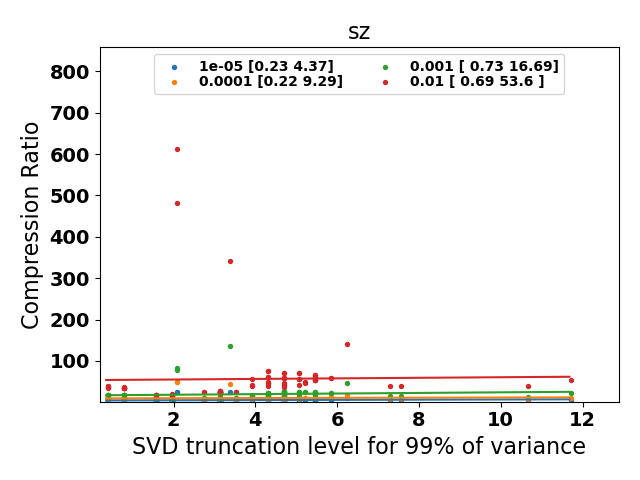 sz
1e-05 [0.23 4.37]
0.0001 [0.22 9.29]
0.001 [ 0.73 16.69]
0.01 [ 0.69 53.6 ]
Compression Ratio
800
700
600
500
400
300
200
100
2 4 6 8 10 12
SVD truncation level for 99% of variance